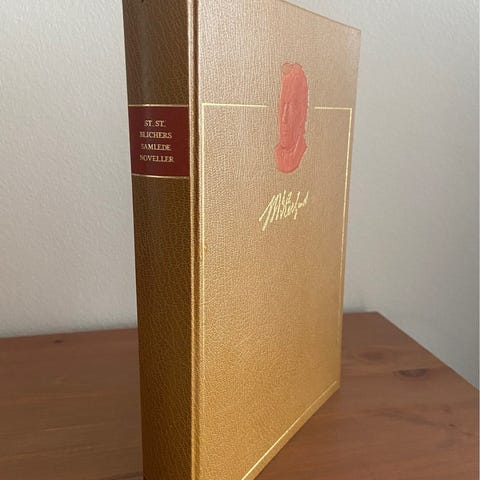 ST. ST.
BLICHERS
SAMLEDE
NOVELLER